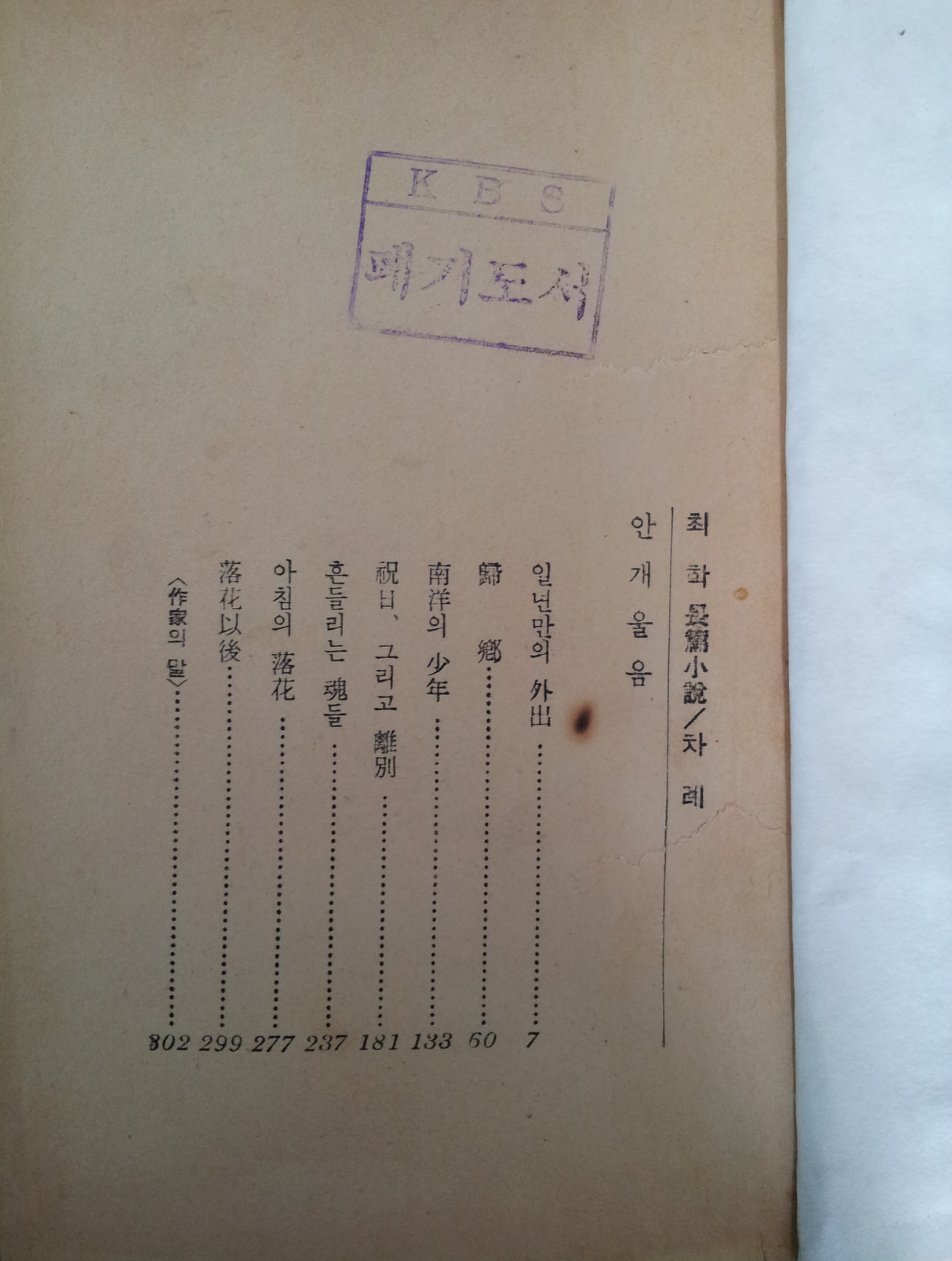 K B S
폐기도서
최 학 長篇小說/차 례
안 개 울 음
일년만의 外出 7
歸 鄕 60
南洋의 少年 133
祝日、그리고 離別 181
흔들리는 魂들 237
아침의 落花 277
落花以後 299
〈作家의 말〉 302